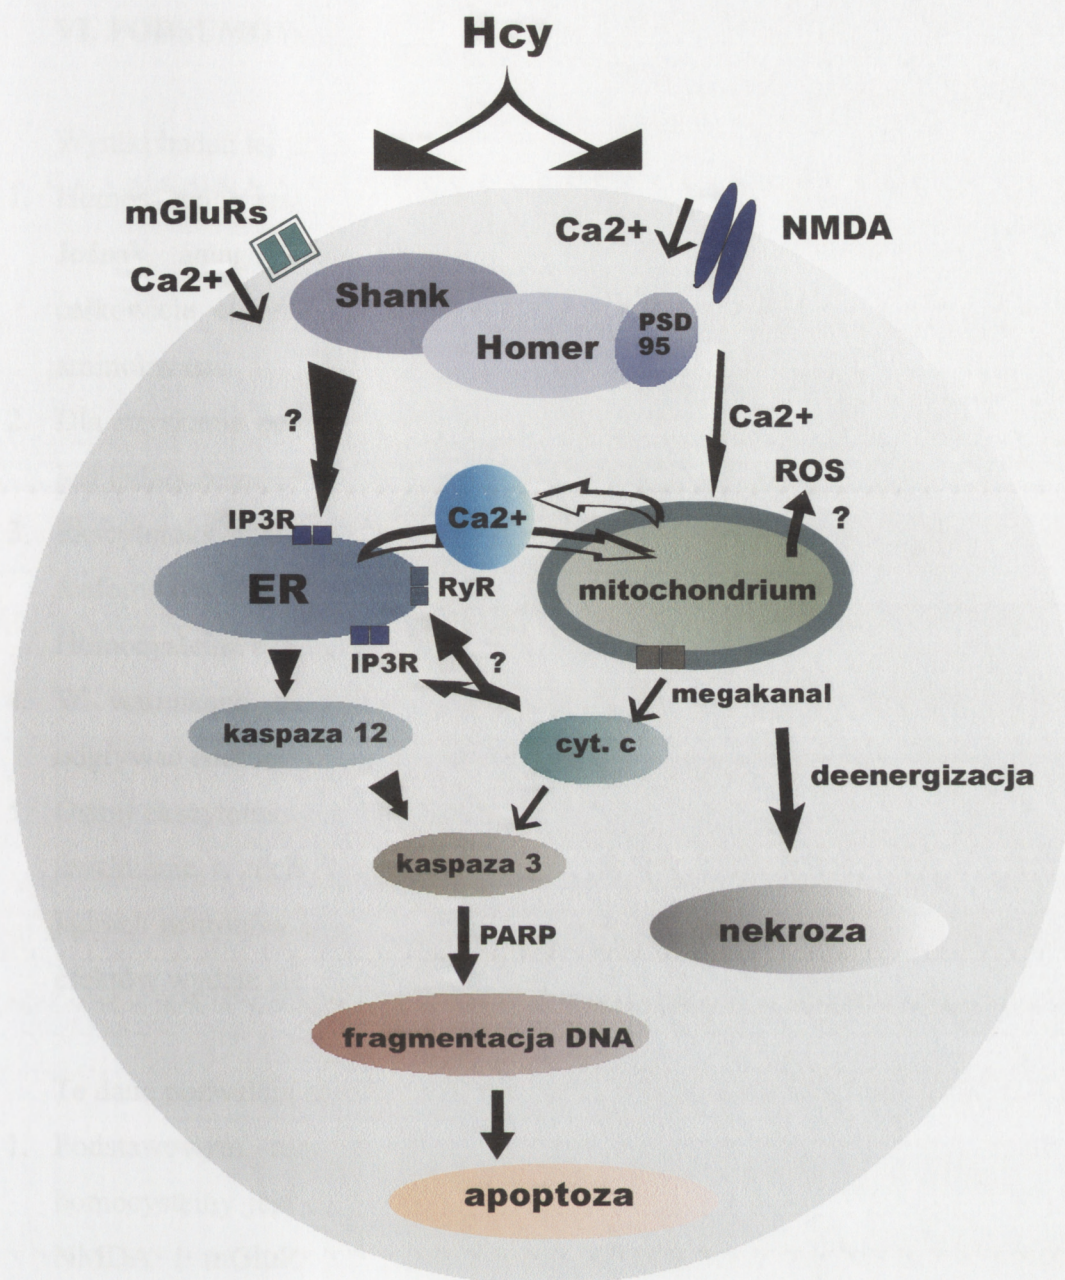 Hcy
mGluRs
Ca2+
Ca2+
NMDA
Shank
Homer
PSD
95
?
Ca2+
ROS
?
IP3R
Ca2+
ER
RyR
mitochondrium
IP3R
?
megakanal
kaspaza 12
cyt. c
deenergizacja
kaspaza 3
PARP
nekroza
fragmentacja DNA
apoptoza